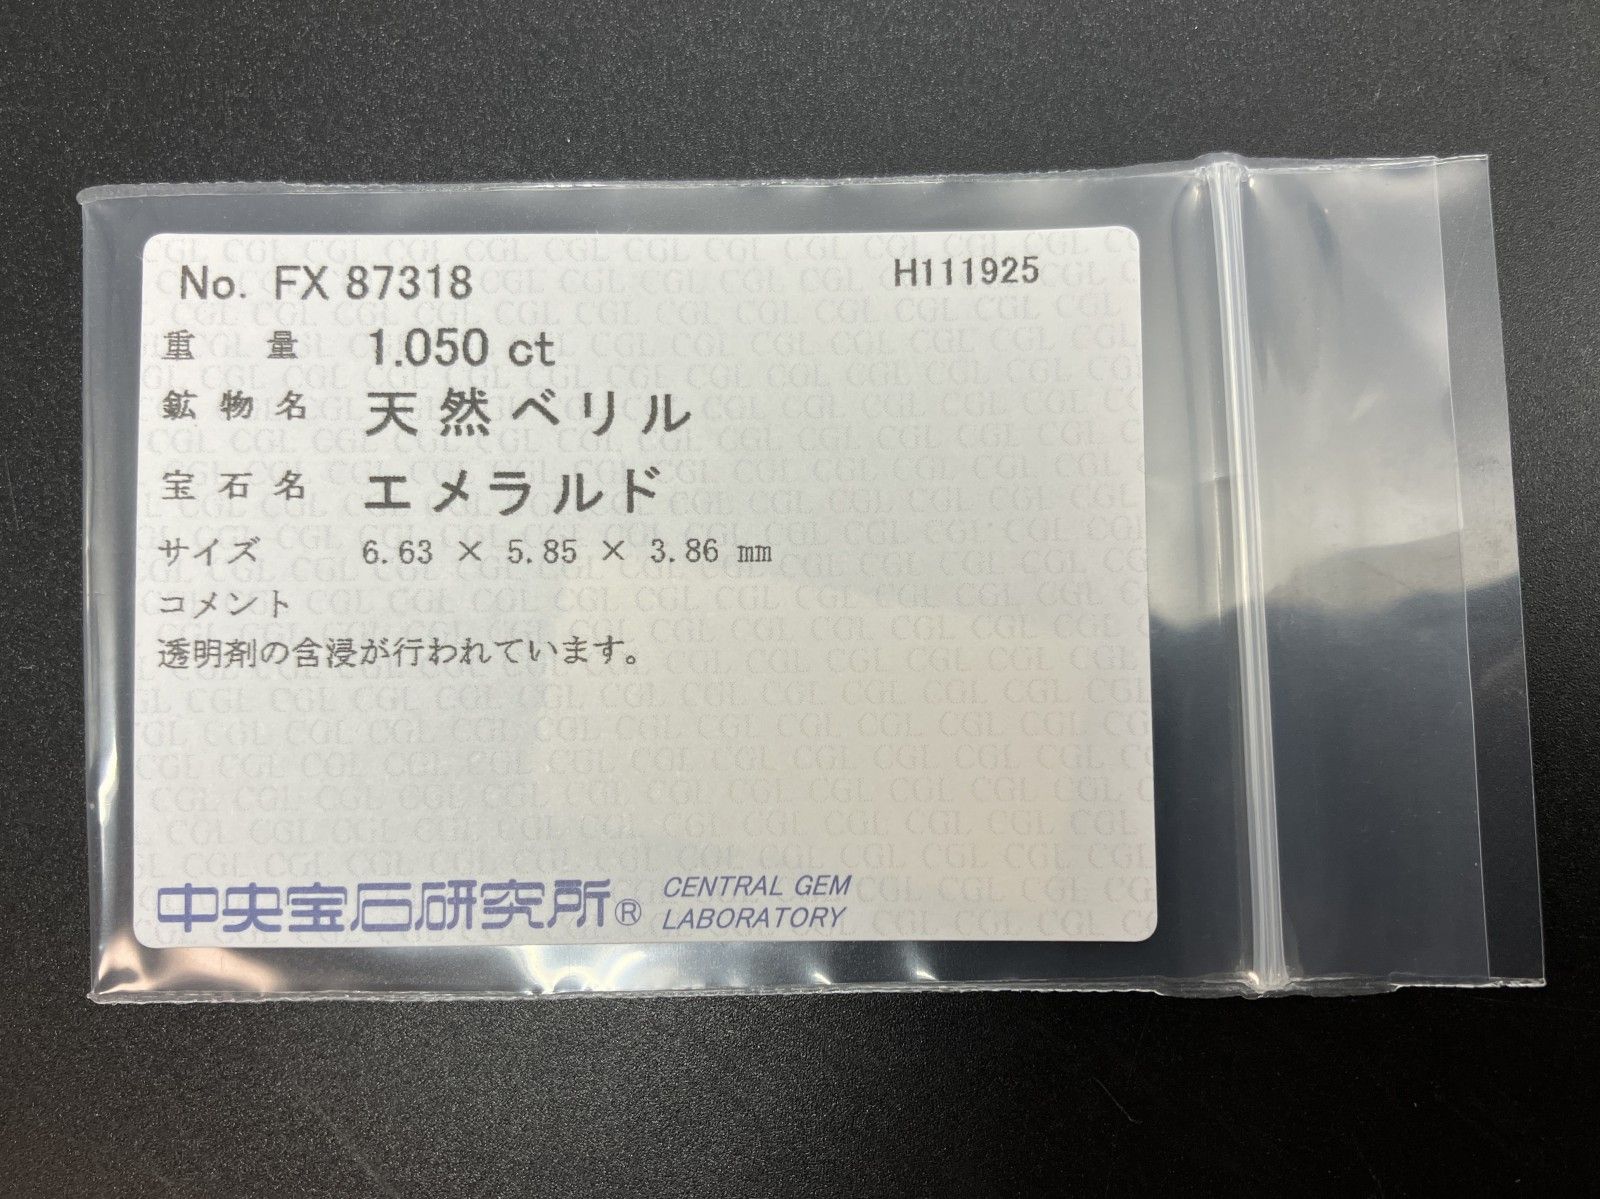 No. FX 87318
H111925
重 量 1.050 ct
鉱 物 名 天 然 ベ リ ル
宝 石 名 エ メ ラ ル ド
サイズ 6.63 × 5.85 × 3.86 mm
コメント
透明剤の含浸が行われています。
中央宝石研究所® CENTRAL GEM
LABORATORY